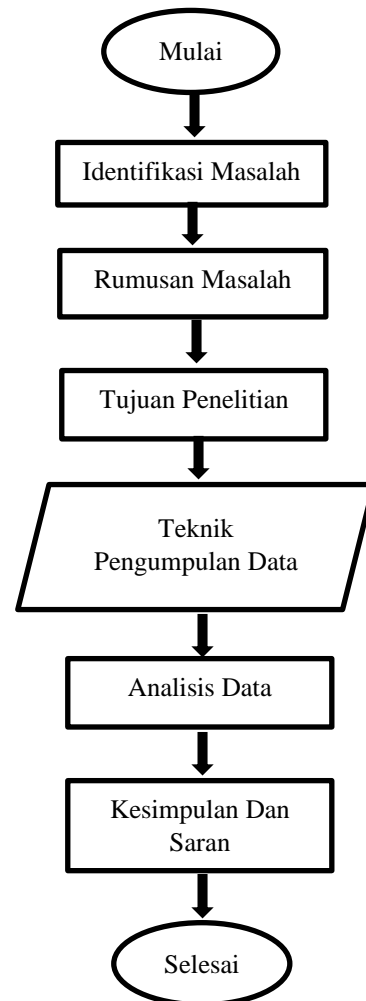 Mulai
Identifikasi Masalah
Rumusan Masalah
Tujuan Penelitian
Teknik
Pengumpulan Data
Analisis Data
Kesimpulan Dan
Saran
Selesai